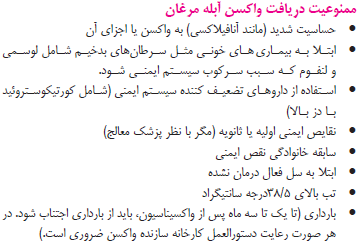 ممنوعیت دریافت واکسن آبله مرغان
• حساسیت شدید (مانند آنافیلاکسی) به واکسن یا اجزای آن
• ابتلا به بیماری‌های خونی مثل سرطان‌های بدخیم شامل لوسمی
و لنفوم که سبب سرکوب سیستم ایمنی شود.
• استفاده از داروهای تضعیف کننده سیستم ایمنی (شامل کورتیکوستروئید
با دز بالا)
• نقایص ایمنی اولیه یا ثانویه (مگر با نظر پزشک معالج)
• سابقه خانوادگی نقص ایمنی
• ابتلا به سل فعال درمان نشده
• تب بالای ۳۸/۵درجه سانتیگراد
• بارداری (تا یک تا سه ماه پس از واکسیناسیون، باید از بارداری اجتناب شود. در
هر صورت رعایت دستورالعمل کارخانه سازنده واکسن ضروری است.)